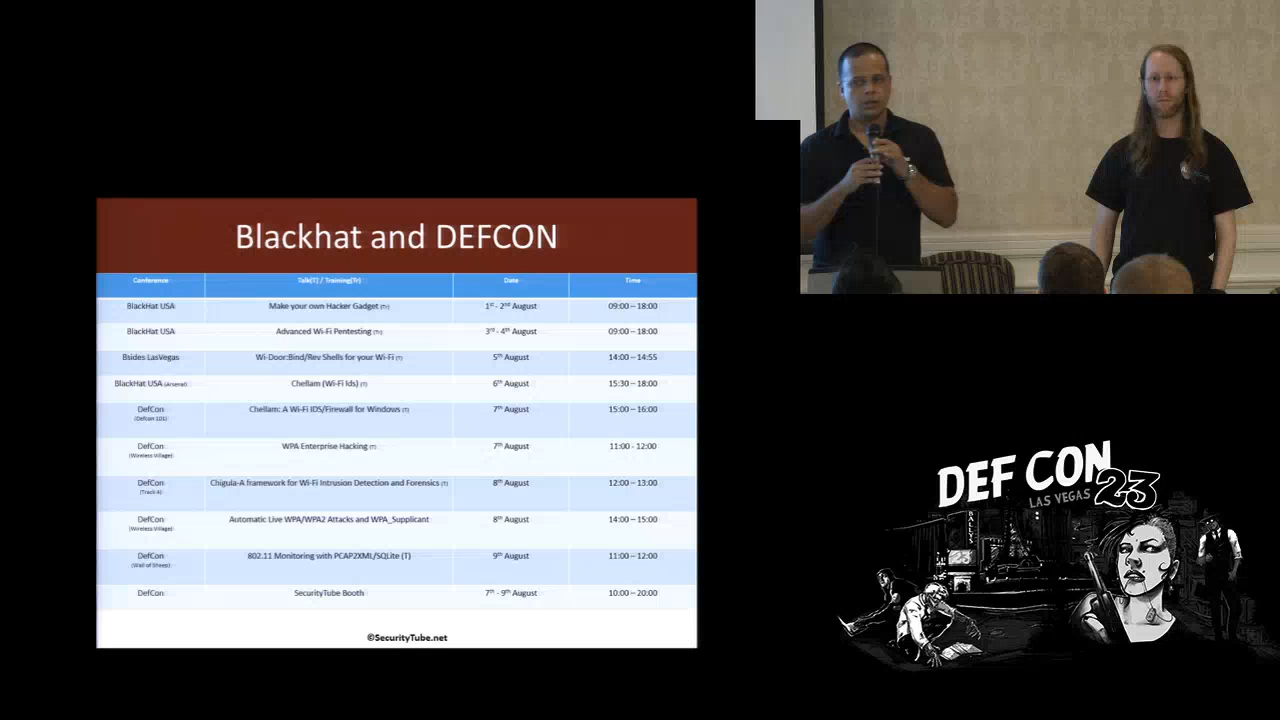 Blackhat and DEFCON
Conference Talk(T) / Training(Tr) Date Time
BlackHat USA Make your own Hacker Gadget (Tr) 1st - 2nd August 09:00 – 18:00
BlackHat USA Advanced Wi-Fi Pentesting (Tr) 3rd - 4th August 09:00 – 18:00
Bsides LasVegas Wi-Door:Bind/Rev Shells for your Wi-Fi (T) 5th August 14:00 – 14:55
BlackHat USA (Arsenal) Chellam (Wi-Fi Ids) (T) 6th August 15:30 – 18:00
DefCon Chellam: A Wi-Fi IDS/Firewall for Windows (T) 7th August 15:00 – 16:00
(Defcon 101)
DefCon WPA Enterprise Hacking (T) 7th August 11:00 - 12:00
(Wireless Village)
DefCon Chigula-A framework for Wi-Fi Intrusion Detection and Forensics (T) 8th August 12:00 – 13:00
(Track 4)
DefCon Automatic Live WPA/WPA2 Attacks and WPA_Supplicant 8th August 14:00 – 15:00
(Wireless Village)
DefCon 802.11 Monitoring with PCAP2XML/SQLite (T) 9th August 11:00 – 12:00
(Wall of Sheep)
DefCon SecurityTube Booth 7th - 9th August 10:00 – 20:00
©SecurityTube.net
DEF CON
LAS VEGAS 23
BALLYS